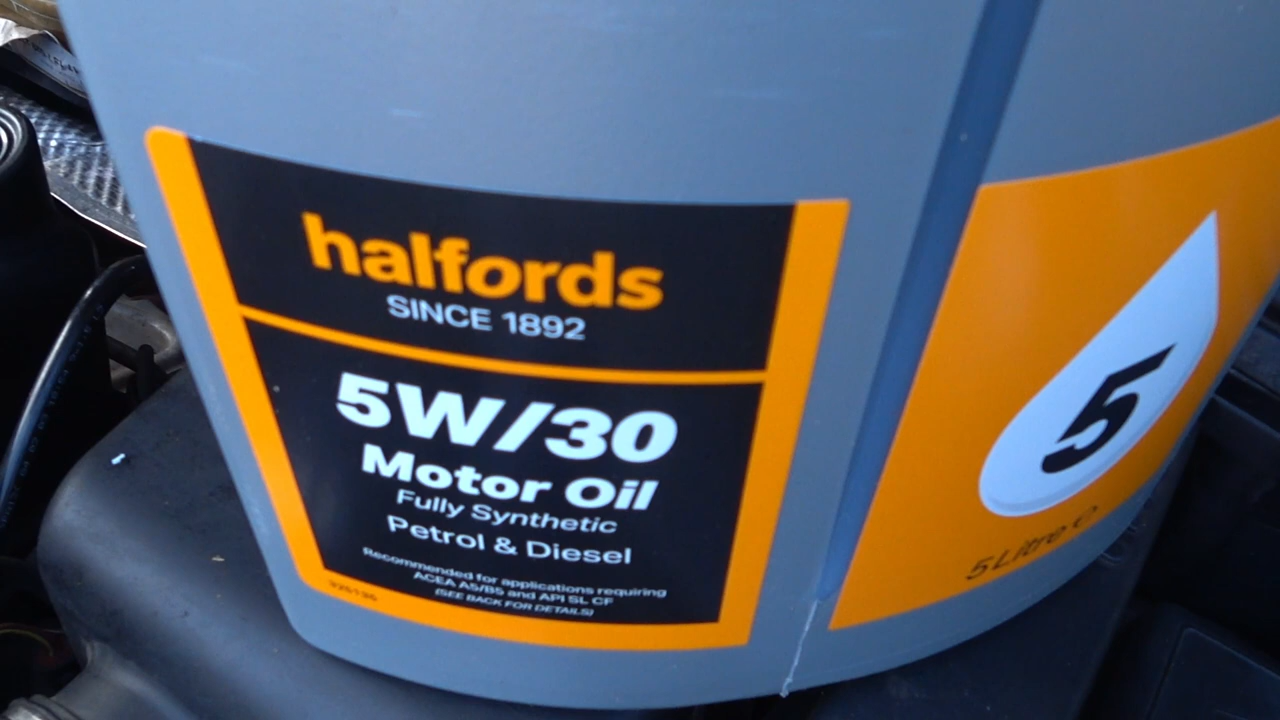 halfords
SINCE 1892
5W/30
Motor Oil
Fully Synthetic
Petrol & Diesel
Recommended for applications requiring
ACEA A5/B5 and API SL CF
(SEE BACK FOR DETAILS)
5
5 Litre e